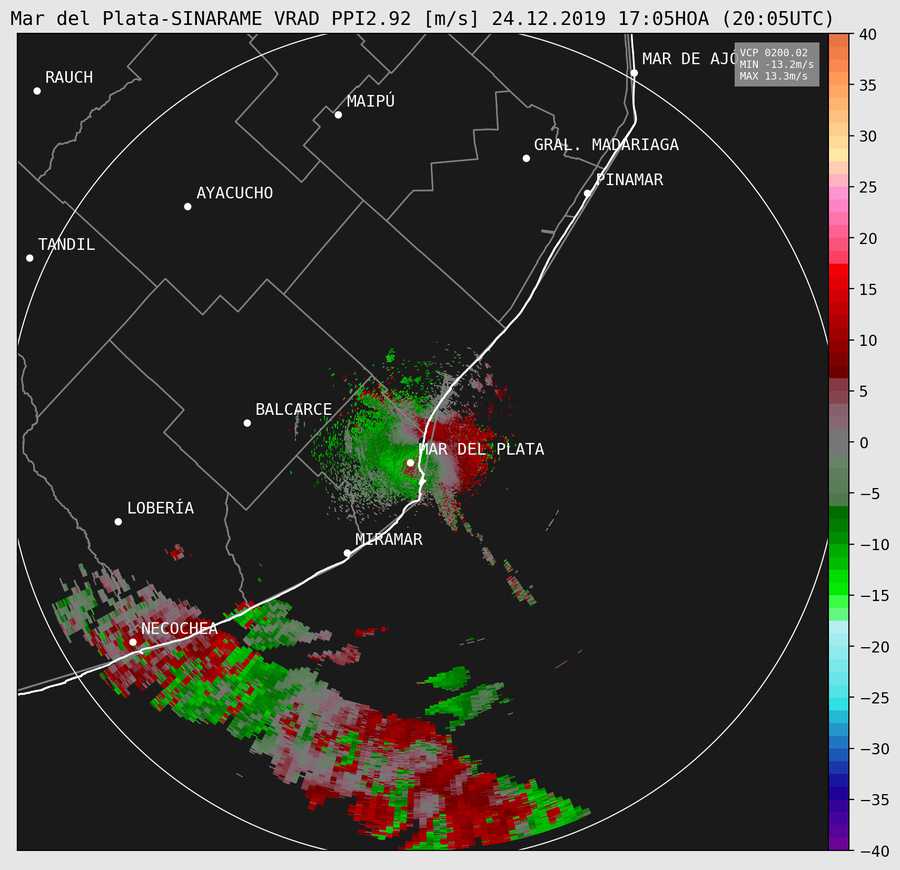 Mar del Plata-SINARAME VRAD PPI2.92 [m/s] 24.12.2019 17:05HOA (20:05UTC)
MAR DE AJÓ
VCP 0200.02
MIN -13.2m/s
MAX 13.3m/s
RAUCH
MAIPÚ
GRAL. MADARIAGA
PINAMAR
AYACUCHO
TANDIL
BALCARCE
MAR DEL PLATA
LOBERÍA
MIRAMAR
NECOCHEA
40
35
30
25
20
15
10
5
0
−5
−10
−15
−20
−25
−30
−35
−40